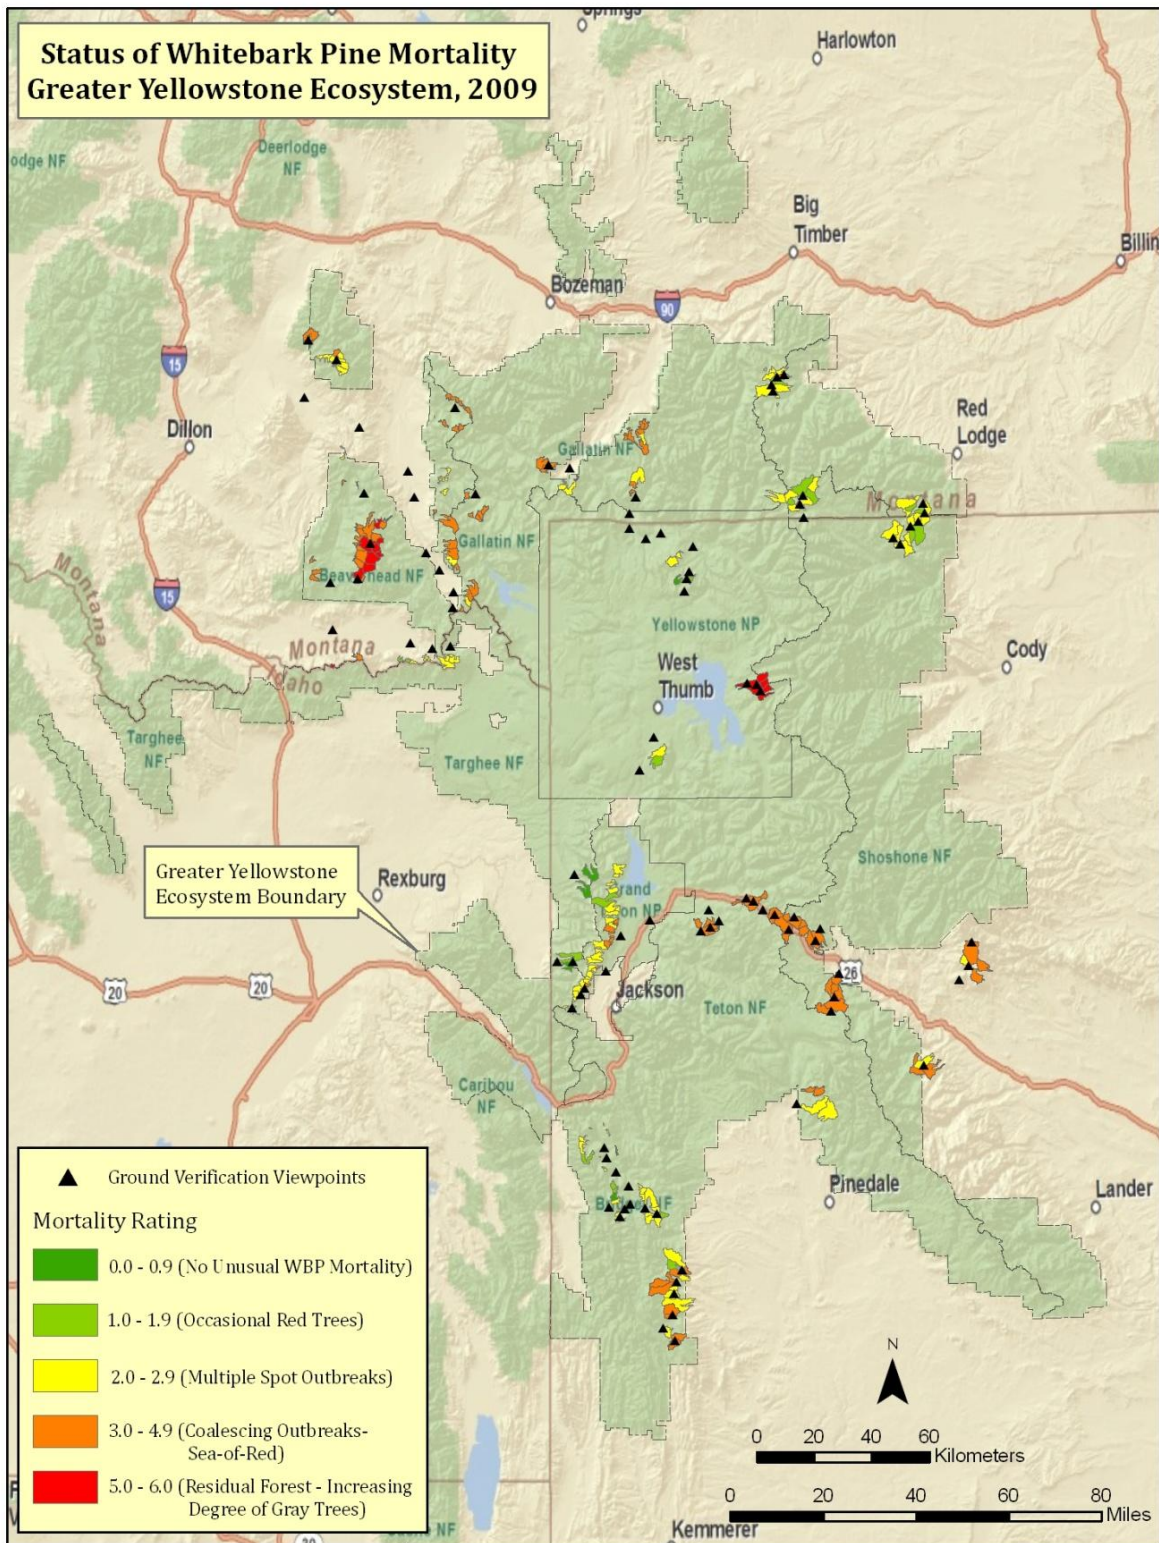 Status of Whitebark Pine Mortality
Greater Yellowstone Ecosystem, 2009
Springs
Harlowton
odge NF
Deerlodge
NF
Big
Timber
Billin
Bozeman
90
15
Dillon
Red
Lodge
Gallatin NF
Montana
Gallatin NF
Montana
15
Beaverhead NF
Yellowstone NP
Montana
Idaho
West
Thumb
Cody
Targhee
NF
Targhee NF
Greater Yellowstone
Ecosystem Boundary
Rexburg
Shoshone NF
Grand
Teton NP
20
20
26
Jackson
Teton NF
Caribou
NF
Bridger NF
Pinedale
Lander
Ground Verification Viewpoints
Mortality Rating
0.0 - 0.9 (No Unusual WBP Mortality)
1.0 - 1.9 (Occasional Red Trees)
2.0 - 2.9 (Multiple Spot Outbreaks)
3.0 - 4.9 (Coalescing Outbreaks-
Sea-of-Red)
5.0 - 6.0 (Residual Forest - Increasing
Degree of Gray Trees)
N
0 20 40 60
Kilometers
0 20 40 60 80
Miles
30
Kemmerer